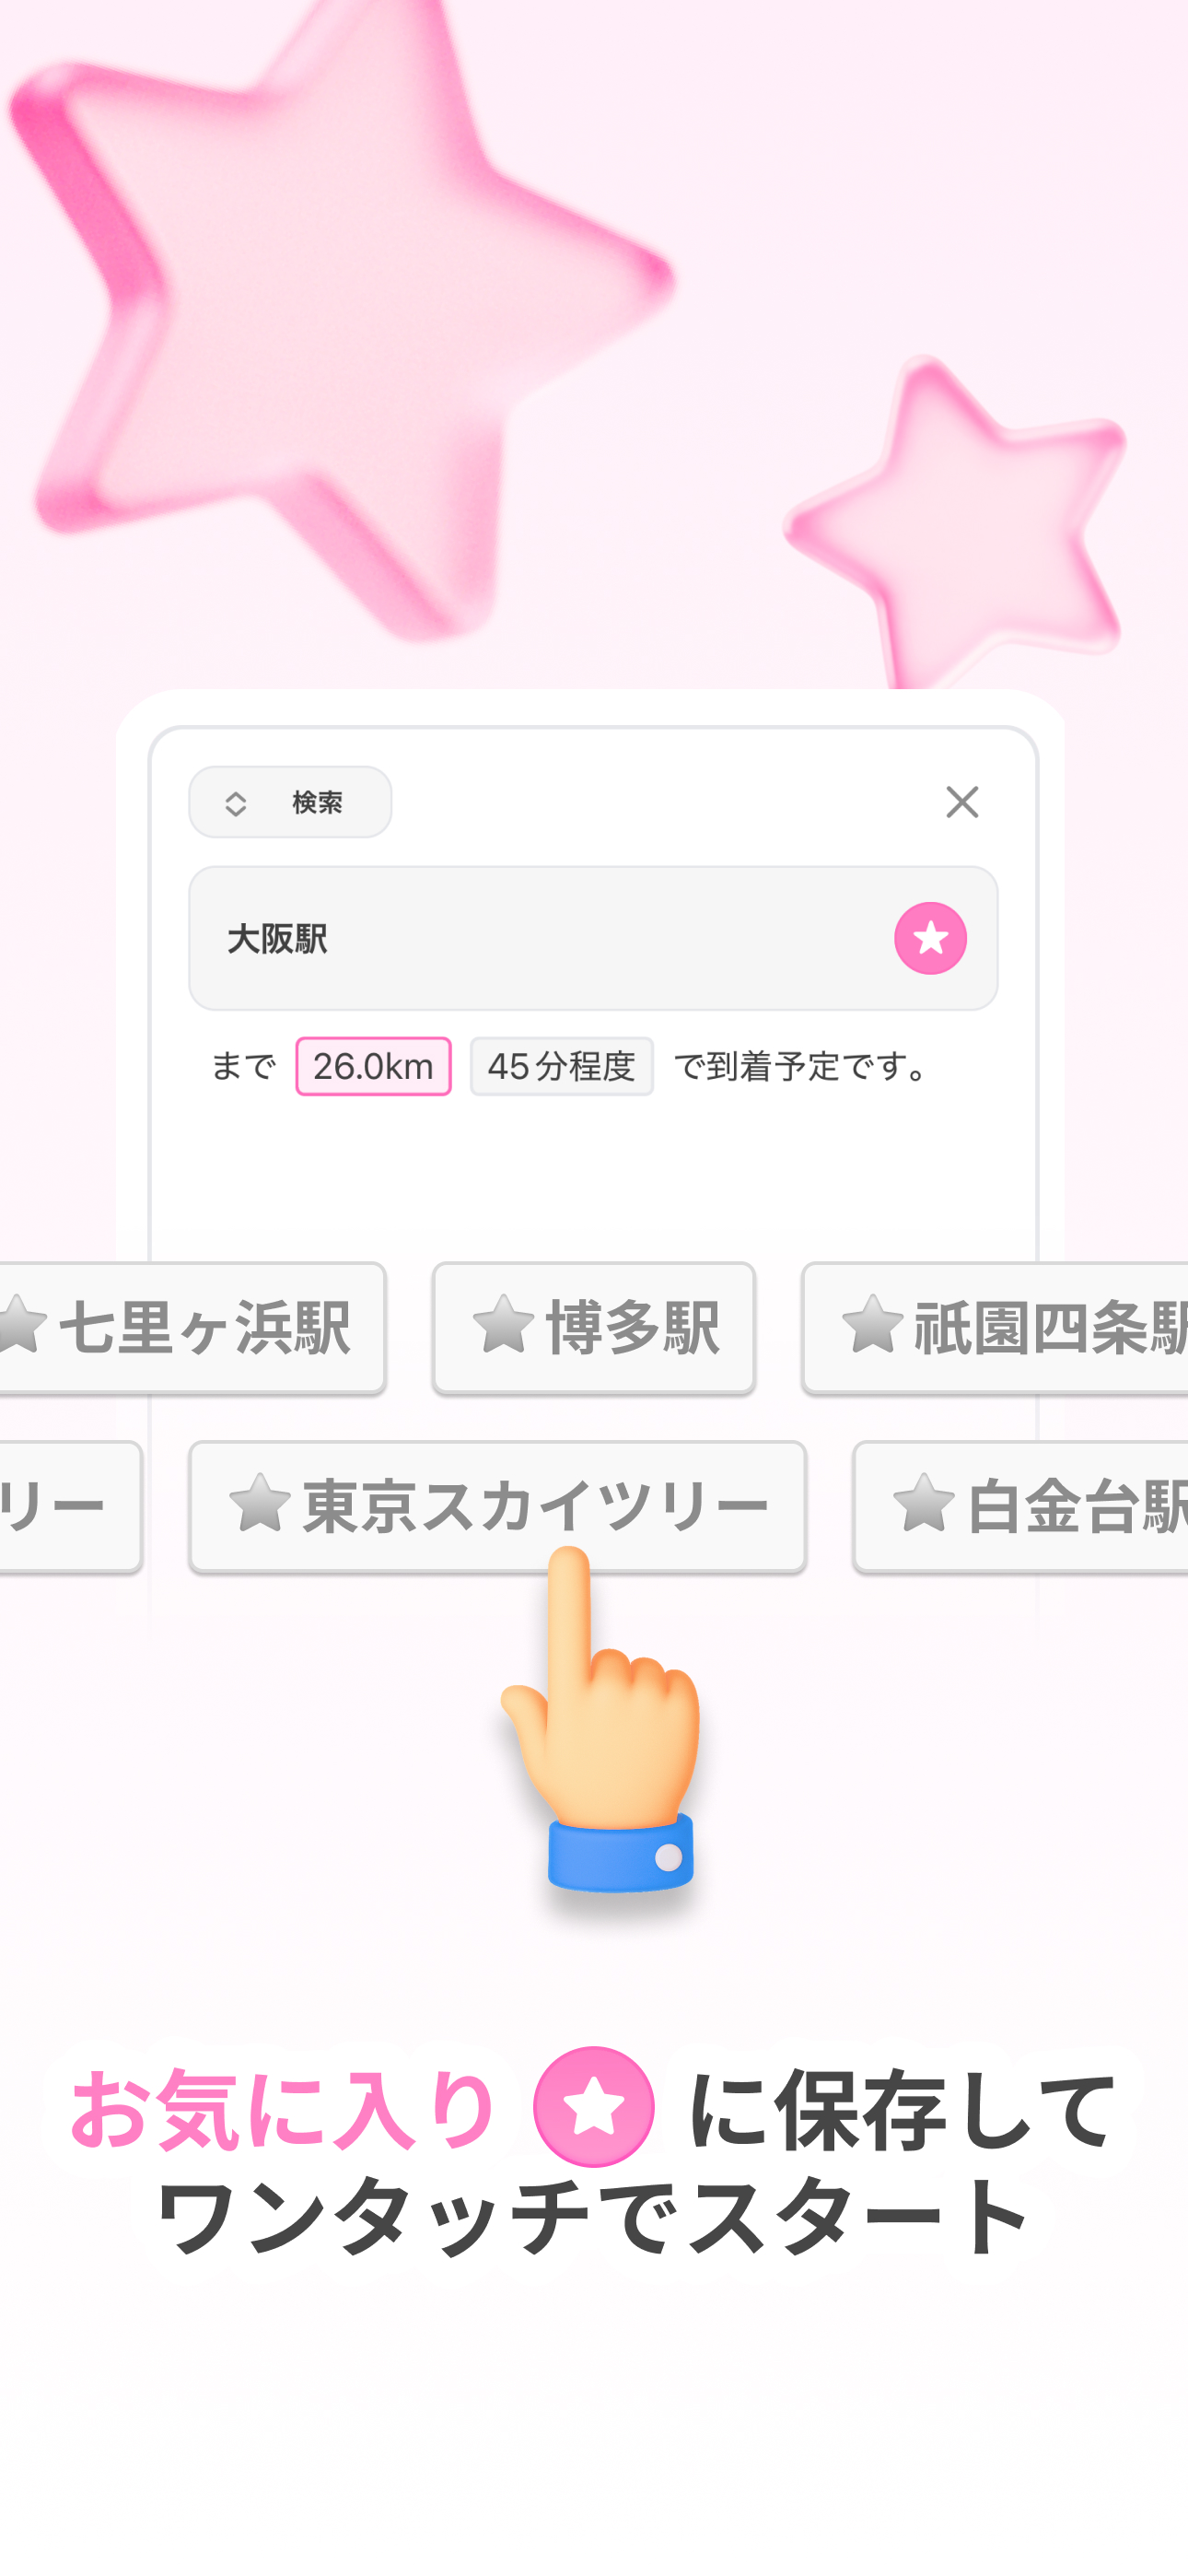 検索
大阪駅
まで 26.0km 45分程度 で到着予定です。
七里ヶ浜駅 博多駅 祇園四条駅
リー 東京スカイツリー 白金台駅
お気に入り に保存して
ワンタッチでスタート